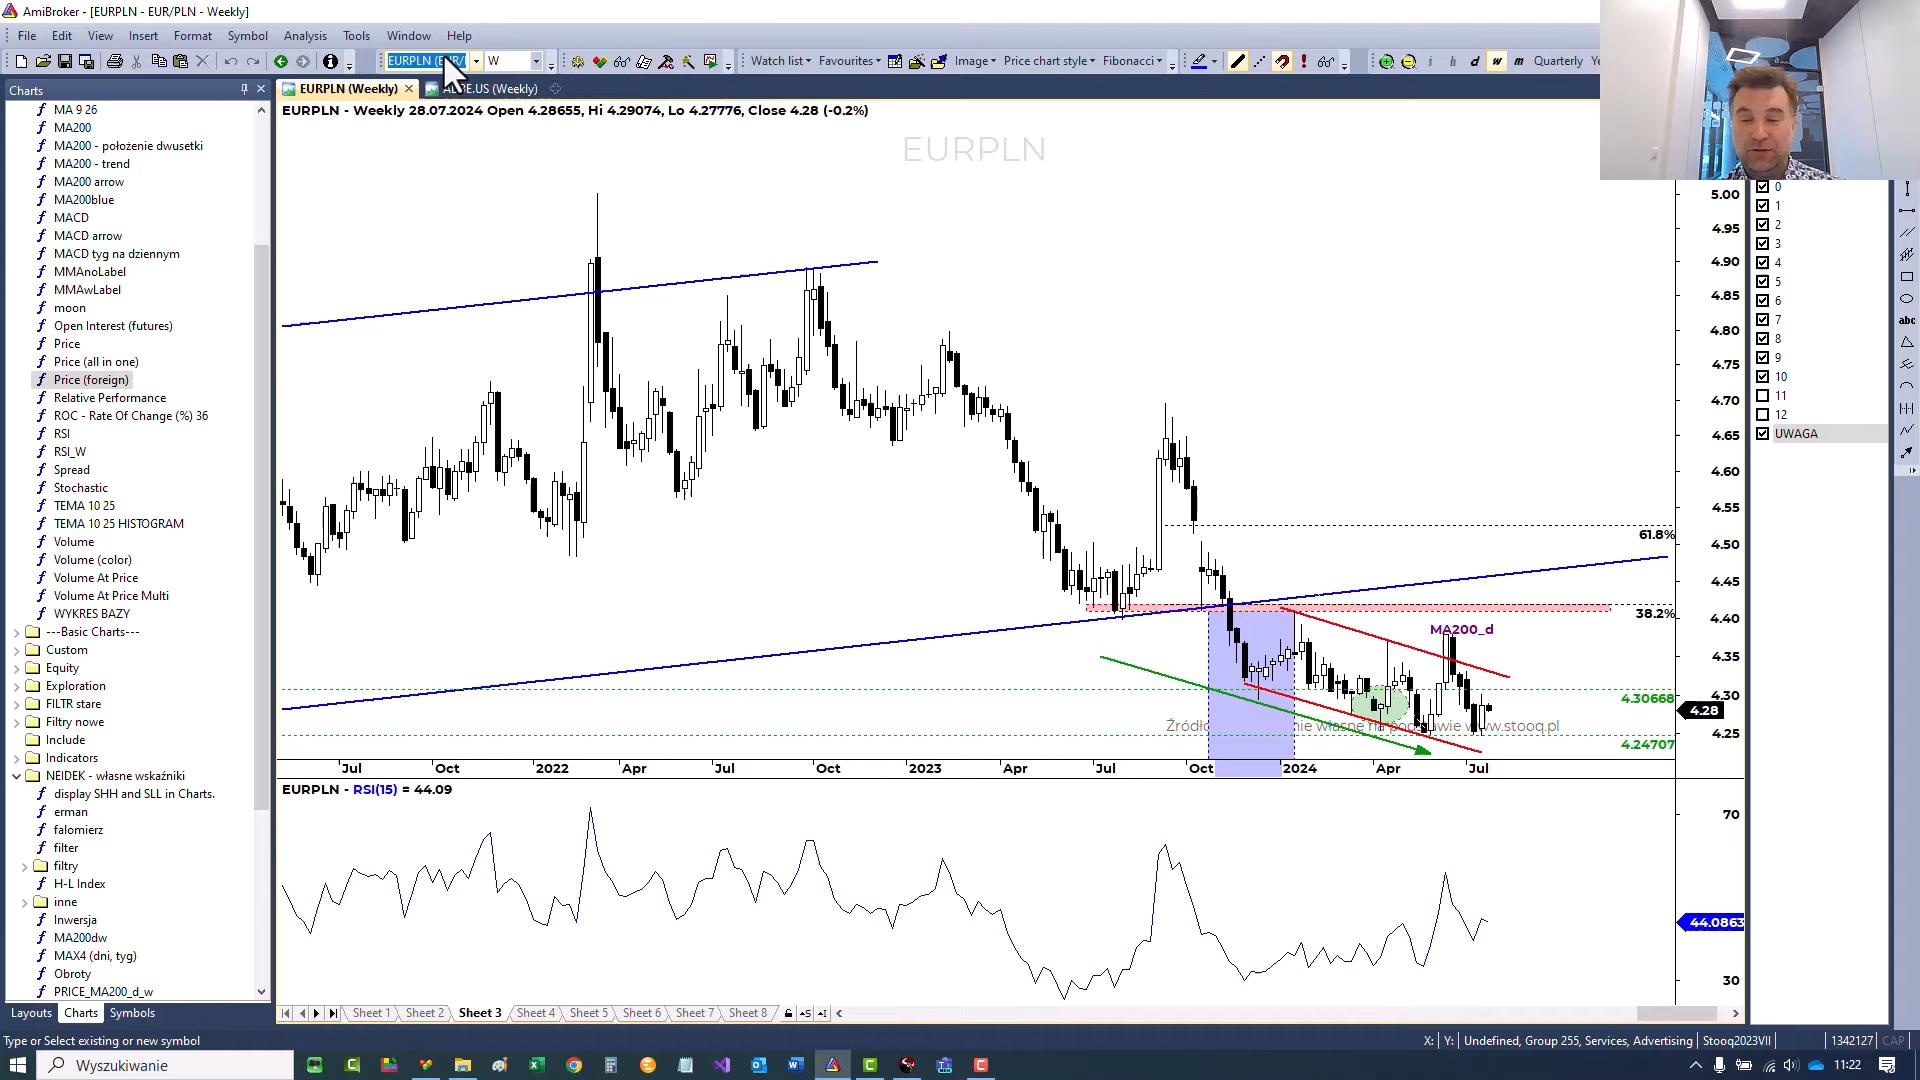 AmiBroker - [EURPLN - EUR/PLN - Weekly]
File Edit View Insert Format Symbol Analysis Tools Window Help
EURPLN (EUR/ W Watch list Favourites Image Price chart style Fibonacci i h d w m Quarterly Ye
Charts
EURPLN (Weekly) .US (Weekly)
EURPLN - Weekly 28.07.2024 Open 4.28655, Hi 4.29074, Lo 4.27776, Close 4.28 (-0.2%)
EURPLN
MA 9 26
MA200
MA200 - położenie dwusetki
MA200 - trend
MA200 arrow
MA200blue
MACD
MACD arrow
MACD tyg na dziennym
MMAnoLabel
MMAwLabel
moon
Open Interest (futures)
Price
Price (all in one)
Price (foreign)
Relative Performance
ROC - Rate Of Change (%) 36
RSI
RSI_W
Spread
Stochastic
TEMA 10 25
TEMA 10 25 HISTOGRAM
Volume
Volume (color)
Volume At Price
Volume At Price Multi
WYKRES BAZY
---Basic Charts---
Custom
Equity
Exploration
FILTR stare
Filtry nowe
Include
Indicators
NEIDEK - własne wskaźniki
display SHH and SLL in Charts.
erman
falomierz
filter
filtry
H-L Index
inne
Inwersja
MA200dw
MAX4 (dni, tyg)
Obroty
PRICE_MA200_d_w
Layouts Charts Symbols
5.00
4.95
4.90
4.85
4.80
4.75
4.70
4.65
4.60
4.55
4.50
4.45
4.40
4.35
4.30
4.28
4.25
61.8%
38.2%
MA200_d
4.30668
4.24707
www.stooq.pl
Jul Oct 2022 Apr Jul Oct 2023 Apr Jul Oct 2024 Apr Jul
EURPLN - RSI(15) = 44.09
70
44.0863
30
Sheet 1 Sheet 2 Sheet 3 Sheet 4 Sheet 5 Sheet 6 Sheet 7 Sheet 8
0
1
2
3
4
5
6
7
8
9
10
11
12
UWAGA
abc
Type or Select existing or new symbol
X: Y: Undefined, Group 255, Services, Advertising Stooq2023VII 1342127 CAP
Wyszukiwanie
11:22